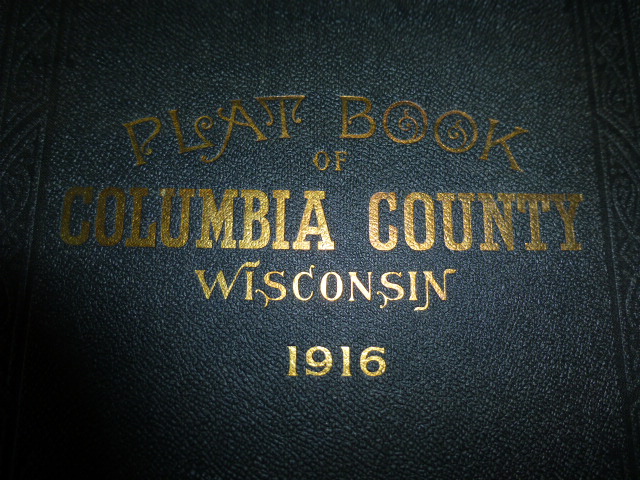 PLAT BOOK
OF
COLUMBIA COUNTY
WISCONSIN
1916